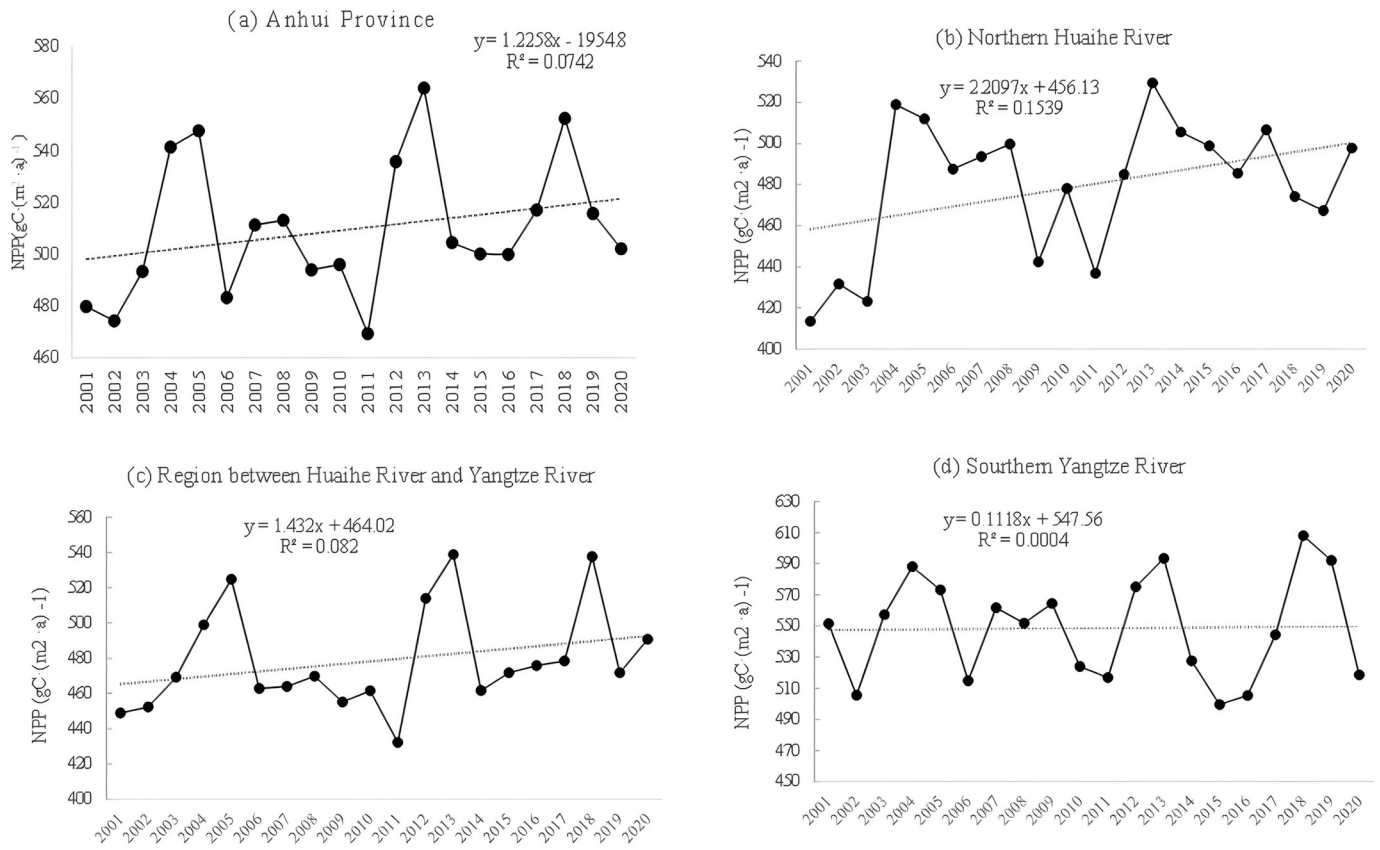 (a) Anhui Province
y= 1.2258x - 1954.8
R² = 0.0742
NPP(gC·(m²·a)⁻¹)
580
560
540
520
500
480
460
2001 2002 2003 2004 2005 2006 2007 2008 2009 2010 2011 2012 2013 2014 2015 2016 2017 2018 2019 2020
(b) Northern Huaihe River
y = 2.2097x + 456.13
R² = 0.1539
NPP (gC·(m2·a) -1)
540
520
500
480
460
440
420
400
2001 2002 2003 2004 2005 2006 2007 2008 2009 2010 2011 2012 2013 2014 2015 2016 2017 2018 2019 2020
(c) Region between Huaihe River and Yangtze River
y= 1.432x + 464.02
R² = 0.082
NPP (gC·(m2·a) -1)
560
540
520
500
480
460
440
420
400
2001 2002 2003 2004 2005 2006 2007 2008 2009 2010 2011 2012 2013 2014 2015 2016 2017 2018 2019 2020
(d) Sourthern Yangtze River
y = 0.1118x + 547.56
R² = 0.0004
NPP (gC·(m2·a) -1)
630
610
590
570
550
530
510
490
470
450
2001 2002 2003 2004 2005 2006 2007 2008 2009 2010 2011 2012 2013 2014 2015 2016 2017 2018 2019 2020